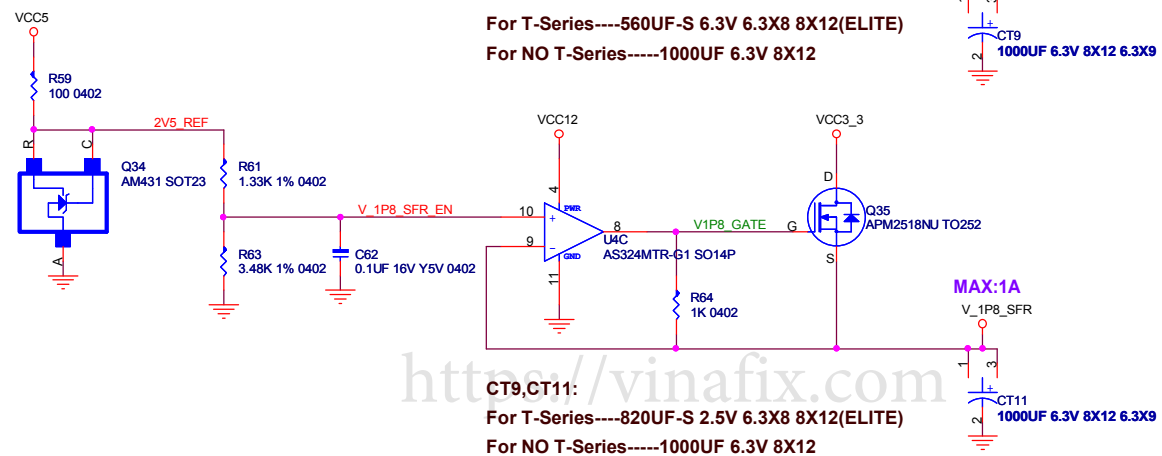 VCC5
R59
100 0402
2V5_REF
R
C
Q34
AM431 SOT23
A
R61
1.33K 1% 0402
V_1P8_SFR_EN
R63
3.48K 1% 0402
C62
0.1UF 16V Y5V 0402
For T-Series----560UF-S 6.3V 6.3X8 8X12(ELITE)
For NO T-Series-----1000UF 6.3V 8X12
1
3
+
CT9
1000UF 6.3V 8X12 6.3X9
2
VCC12
4
PWR
10
+
9
-
8
GND
11
U4C
AS324MTR-G1 SO14P
V1P8_GATE
R64
1K 0402
VCC3_3
D
G
S
Q35
APM2518NU TO252
MAX:1A
V_1P8_SFR
1
3
+
CT11
1000UF 6.3V 8X12 6.3X9
2
https://vinafix.com
CT9,CT11:
For T-Series----820UF-S 2.5V 6.3X8 8X12(ELITE)
For NO T-Series-----1000UF 6.3V 8X12